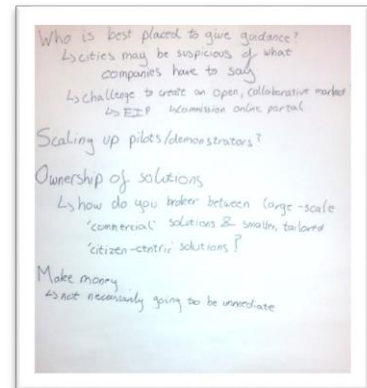 Who is best placed to give guidance?
↳ cities may be suspicious of what
companies have to say
↳ challenge to create an open, collaborative market
↳ EIP ↳ commission online portal
Scaling up pilots/demonstrators?
Ownership of solutions
↳ how do you broker between large-scale
'commercial' solutions & smaller, tailored
'citizen-centric' solutions?
Make money
↳ not necessarily going to be immediate